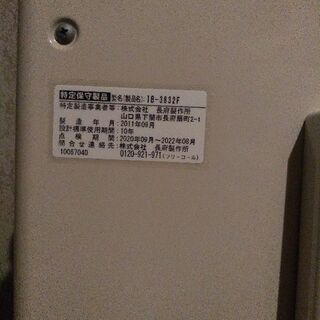 特定保守製品 型名(製品名):IB-3832F
特定製造事業者等:株式会社 長府製作所
山口県下関市長府扇町2-1
製造年月:2011年09月
設計標準使用期間:10年
点検期間:2020年09月~2022年08月
問合せ連絡先:株式会社 長府製作所
0120-921-971(フリーコール)
10067040